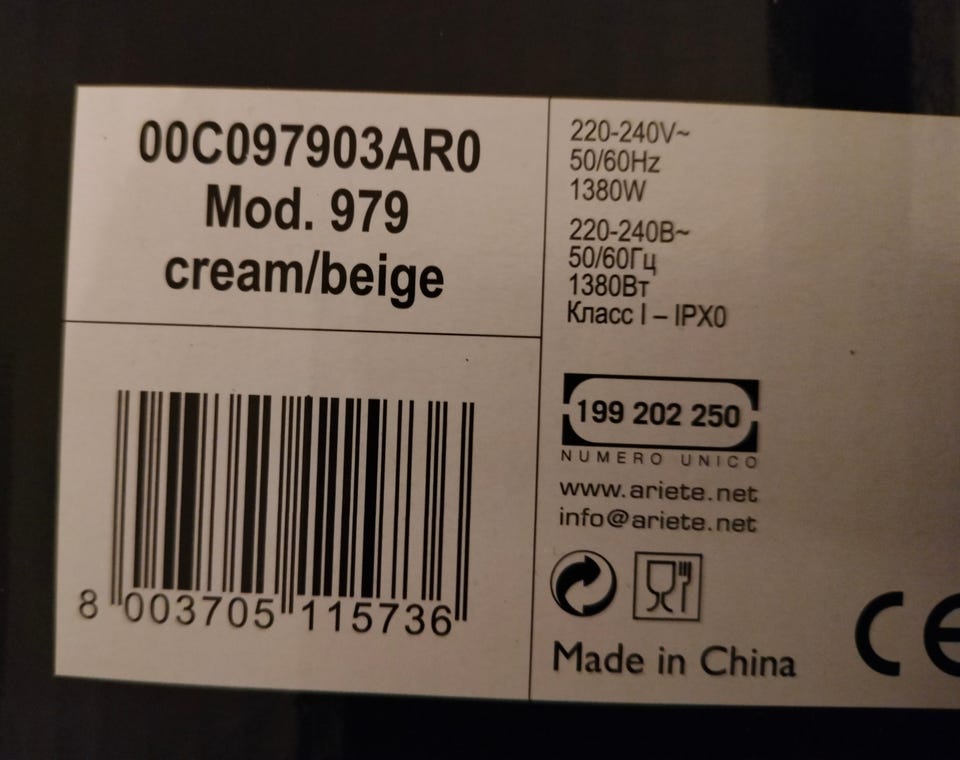 00C097903AR0
Mod. 979
cream/beige
8 003705 115736
220-240V~
50/60Hz
1380W
220-240В~
50/60Гц
1380Вт
Класс I – IPX0
199 202 250
NUMERO UNICO
www.ariete.net
info@ariete.net
Made in China
CE